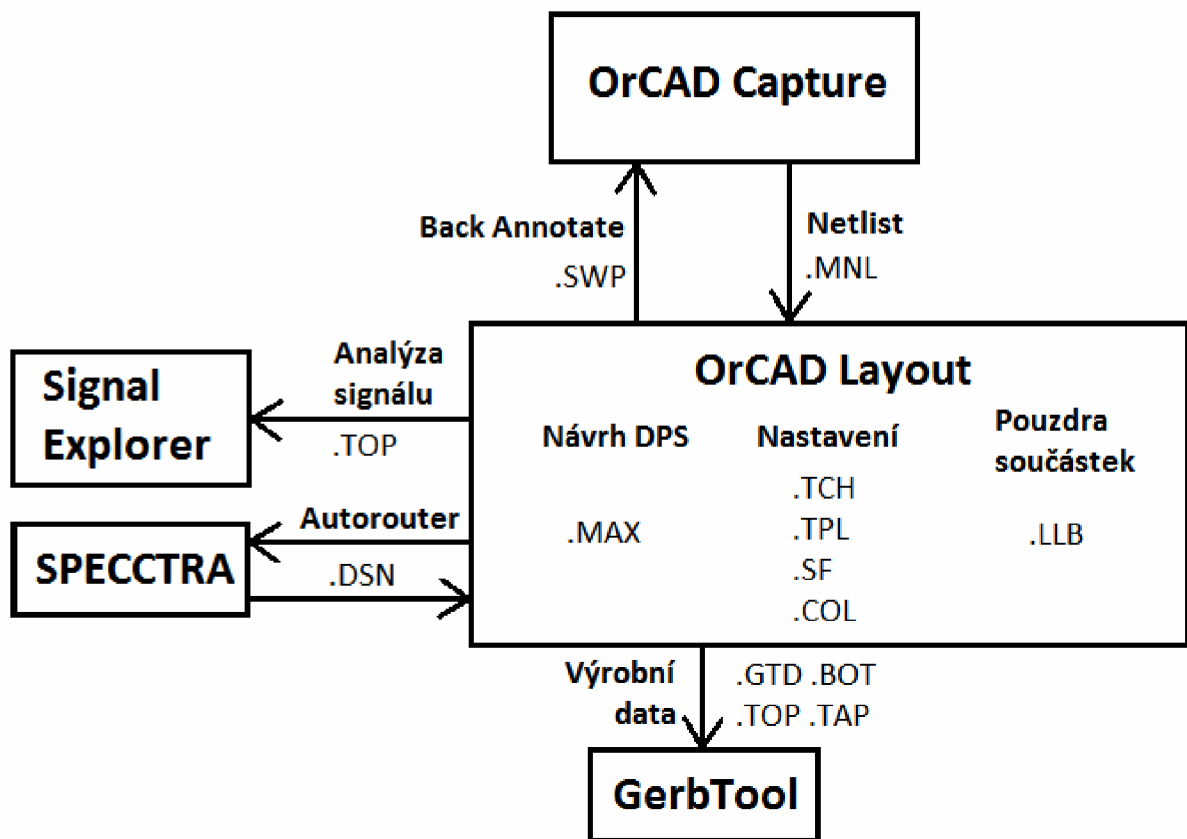 OrCAD Capture
Back Annotate
.SWP
Netlist
.MNL
Signal
Explorer
Analýza
signálu
.TOP
SPECCTRA
Autorouter
.DSN
OrCAD Layout
Návrh DPS
.MAX
Nastavení
.TCH
.TPL
.SF
.COL
Pouzdra
součástek
.LLB
Výrobní
data
.GTD .BOT
.TOP .TAP
GerbTool